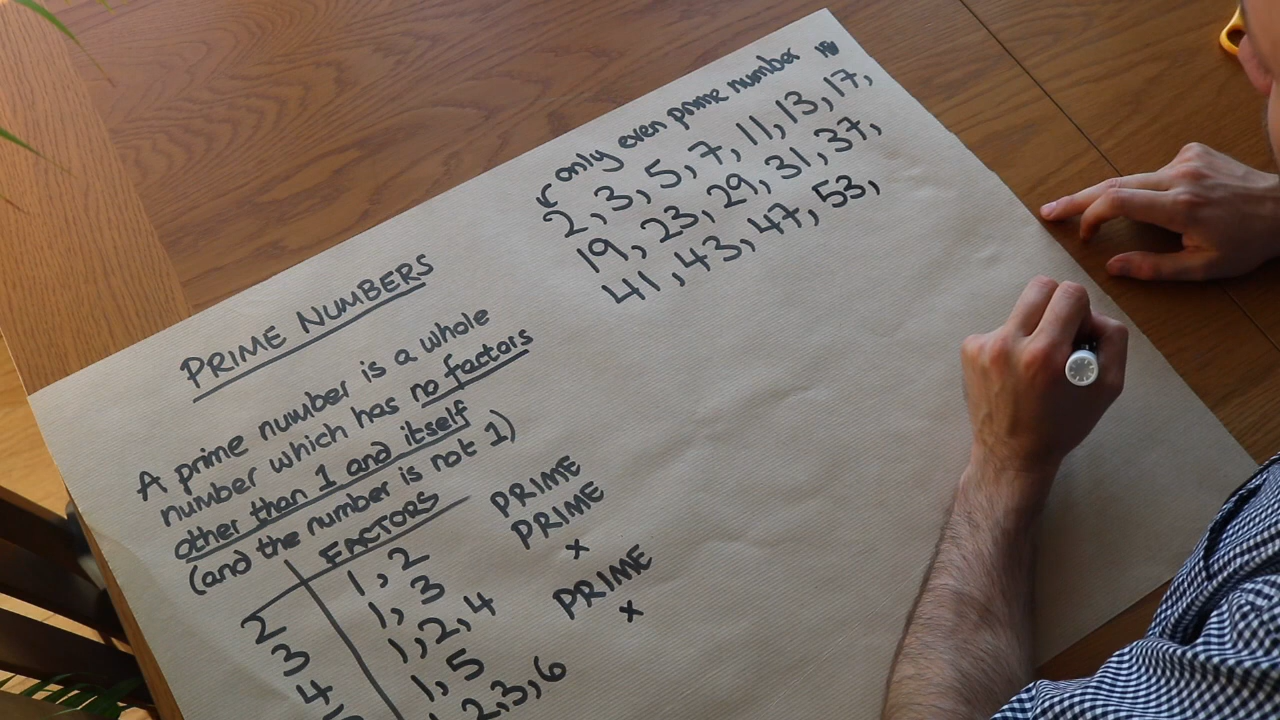 PRIME NUMBERS
A prime number is a whole
number which has no factors
other than 1 and itself
(and the number is not 1)
FACTORS
2 1, 2 PRIME
3 1, 3 PRIME
4 1, 2, 4 x
1, 5 PRIME
2, 3, 6 x
only even prime number
2, 3, 5, 7, 11, 13, 17,
19, 23, 29, 31, 37,
41, 43, 47, 53,